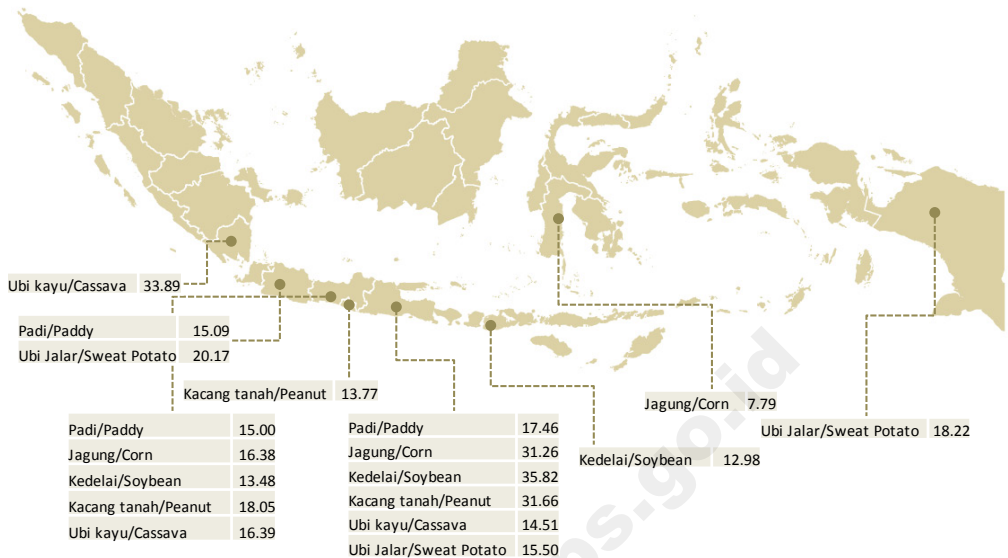 Ubi kayu/Cassava 33.89
Padi/Paddy 15.09
Ubi Jalar/Sweat Potato 20.17
Kacang tanah/Peanut 13.77
Padi/Paddy 15.00
Jagung/Corn 16.38
Kedelai/Soybean 13.48
Kacang tanah/Peanut 18.05
Ubi kayu/Cassava 16.39
Padi/Paddy 17.46
Jagung/Corn 31.26
Kedelai/Soybean 35.82
Kacang tanah/Peanut 31.66
Ubi kayu/Cassava 14.51
Ubi Jalar/Sweat Potato 15.50
Kedelai/Soybean 12.98
Jagung/Corn 7.79
Ubi Jalar/Sweat Potato 18.22
ps.go.id